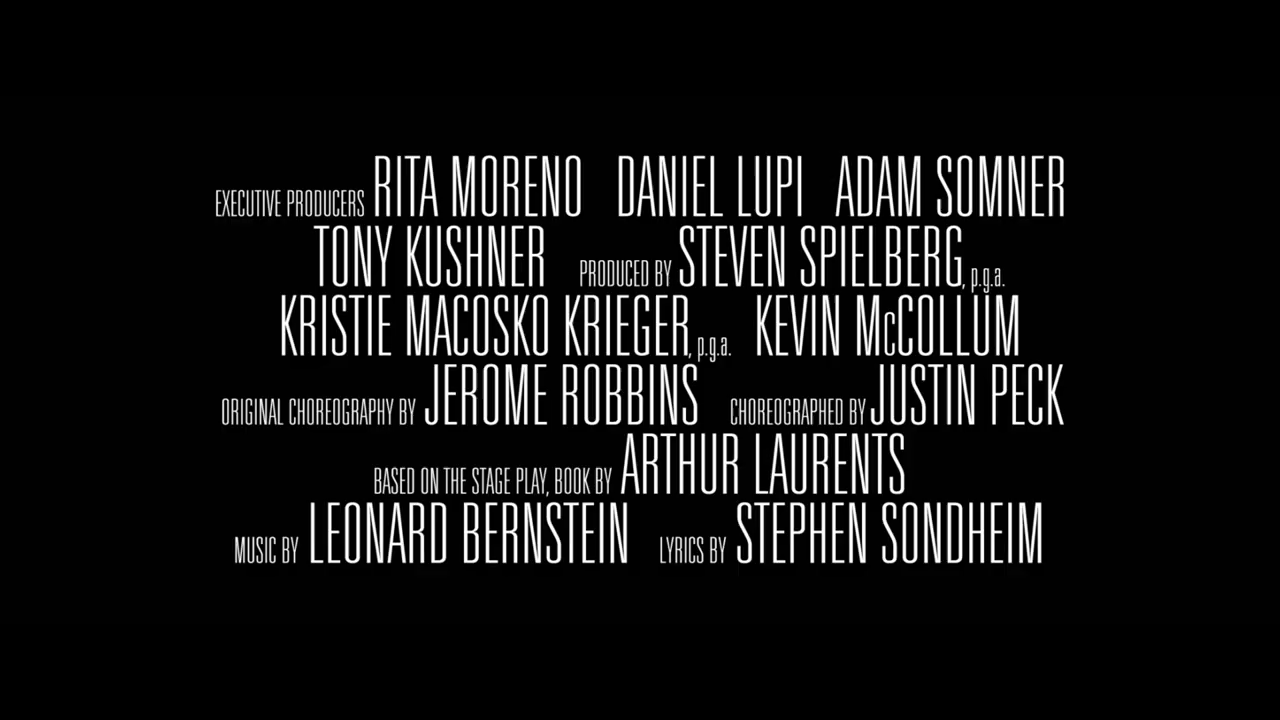 EXECUTIVE PRODUCERS RITA MORENO DANIEL LUPI ADAM SOMNER
TONY KUSHNER PRODUCED BY STEVEN SPIELBERG, p.g.a.
KRISTIE MACOSKO KRIEGER, p.g.a. KEVIN McCOLLUM
ORIGINAL CHOREOGRAPHY BY JEROME ROBBINS CHOREOGRAPHED BY JUSTIN PECK
BASED ON THE STAGE PLAY, BOOK BY ARTHUR LAURENTS
MUSIC BY LEONARD BERNSTEIN LYRICS BY STEPHEN SONDHEIM